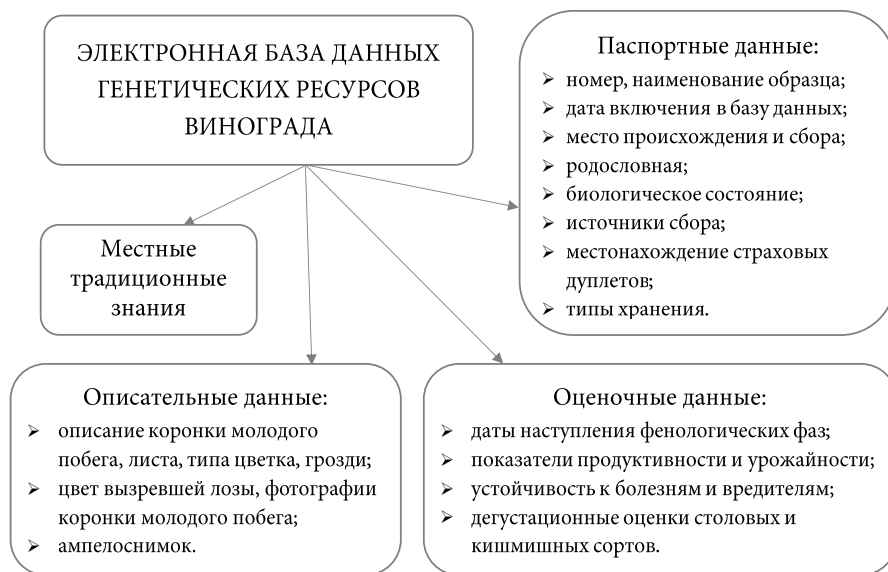 ЭЛЕКТРОННАЯ БАЗА ДАННЫХ
ГЕНЕТИЧЕСКИХ РЕСУРСОВ
ВИНОГРАДА
Паспортные данные:
➢ номер, наименование образца;
➢ дата включения в базу данных;
➢ место происхождения и сбора;
➢ родословная;
➢ биологическое состояние;
➢ источники сбора;
➢ местонахождение страховых
дуплетов;
➢ типы хранения.
Местные
традиционные
знания
Описательные данные:
➢ описание коронки молодого
побега, листа, типа цветка, грозди;
➢ цвет вызревшей лозы, фотографии
коронки молодого побега;
➢ ампелоснимок.
Оценочные данные:
➢ даты наступления фенологических фаз;
➢ показатели продуктивности и урожайности;
➢ устойчивость к болезням и вредителям;
➢ дегустационные оценки столовых и
кишмишных сортов.